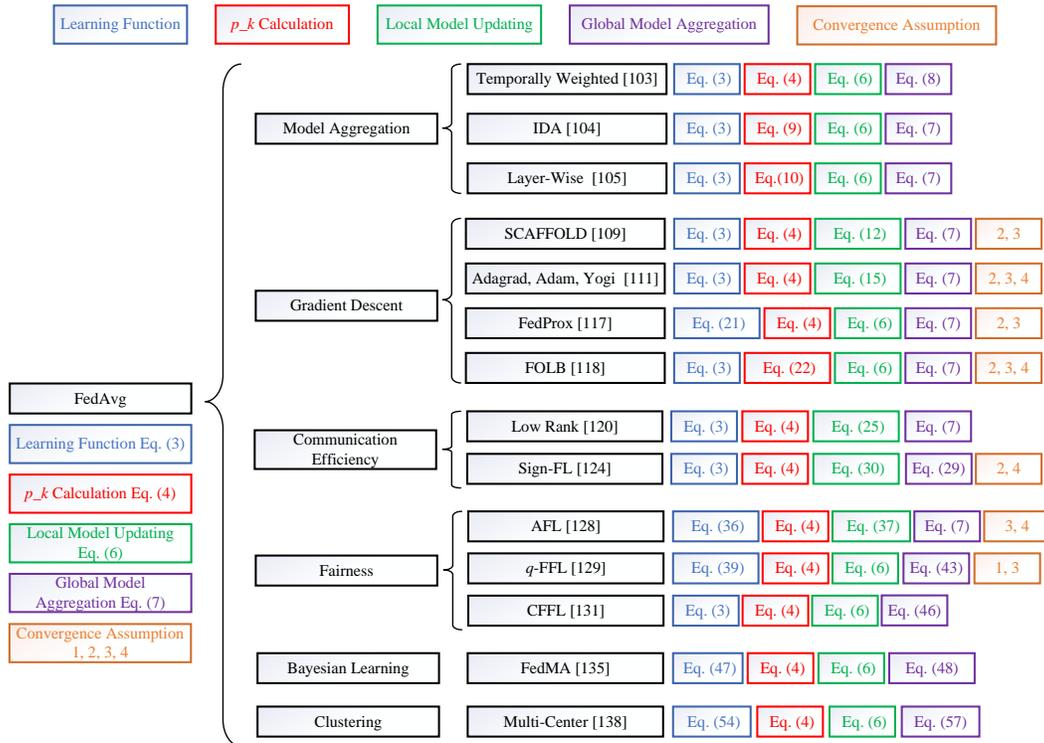 Learning Function
p_k Calculation
Local Model Updating
Global Model Aggregation
Convergence Assumption
FedAvg
Learning Function Eq. (3)
p_k Calculation Eq. (4)
Local Model Updating
Eq. (6)
Global Model
Aggregation Eq. (7)
Convergence Assumption
1, 2, 3, 4
Model Aggregation
Temporally Weighted [103] Eq. (3) Eq. (4) Eq. (6) Eq. (8)
IDA [104] Eq. (3) Eq. (9) Eq. (6) Eq. (7)
Layer-Wise [105] Eq. (3) Eq.(10) Eq. (6) Eq. (7)
Gradient Descent
SCAFFOLD [109] Eq. (3) Eq. (4) Eq. (12) Eq. (7) 2, 3
Adagrad, Adam, Yogi [111] Eq. (3) Eq. (4) Eq. (15) Eq. (7) 2, 3, 4
FedProx [117] Eq. (21) Eq. (4) Eq. (6) Eq. (7) 2, 3
FOLB [118] Eq. (3) Eq. (22) Eq. (6) Eq. (7) 2, 3, 4
Communication
Efficiency
Low Rank [120] Eq. (3) Eq. (4) Eq. (25) Eq. (7)
Sign-FL [124] Eq. (3) Eq. (4) Eq. (30) Eq. (29) 2, 4
Fairness
AFL [128] Eq. (36) Eq. (4) Eq. (37) Eq. (7) 3, 4
q-FFL [129] Eq. (39) Eq. (4) Eq. (6) Eq. (43) 1, 3
CFFL [131] Eq. (3) Eq. (4) Eq. (6) Eq. (46)
Bayesian Learning
FedMA [135] Eq. (47) Eq. (4) Eq. (6) Eq. (48)
Clustering
Multi-Center [138] Eq. (54) Eq. (4) Eq. (6) Eq. (57)